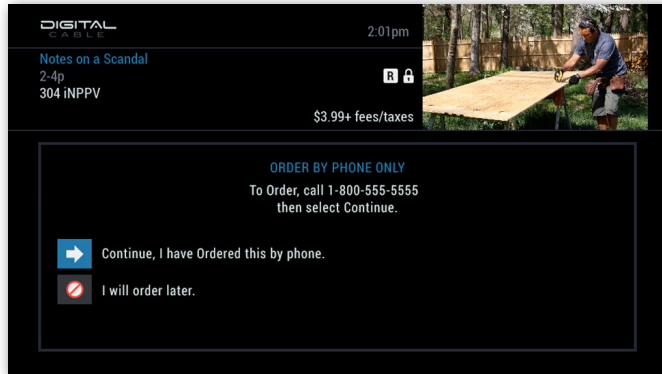 DIGITAL
CABLE
2:01pm
Notes on a Scandal
2-4p
304 iNPPV
R
$3.99+ fees/taxes
ORDER BY PHONE ONLY
To Order, call 1-800-555-5555
then select Continue.
Continue, I have Ordered this by phone.
I will order later.